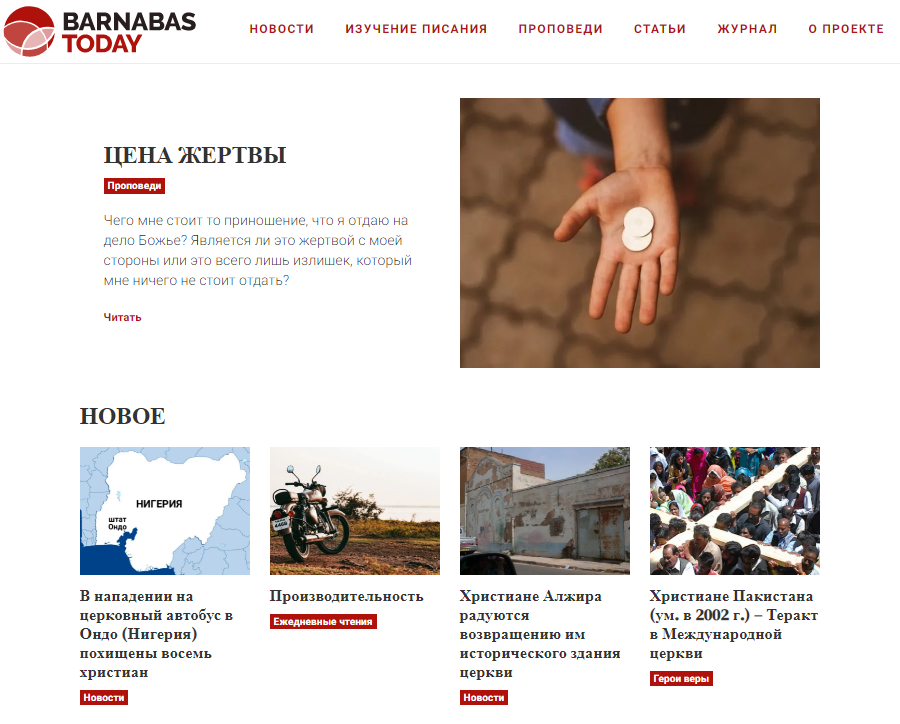 BARNABAS
TODAY
НОВОСТИ
ИЗУЧЕНИЕ ПИСАНИЯ
ПРОПОВЕДИ
СТАТЬИ
ЖУРНАЛ
О ПРОЕКТЕ
ЦЕНА ЖЕРТВЫ
Проповеди
Чего мне стоит то приношение, что я отдаю на
дело Божье? Является ли это жертвой с моей
стороны или это всего лишь излишек, который
мне ничего не стоит отдать?
Читать
НОВОЕ
НИГЕРИЯ
штат
Ондо
В нападении на
церковный автобус в
Ондо (Нигерия)
похищены восемь
христиан
Новости
Производительность
Ежедневные чтения
Христиане Алжира
радуются
возвращению им
исторического здания
церкви
Новости
Христиане Пакистана
(ум. в 2002 г.) – Теракт
в Международной
церкви
Герои веры